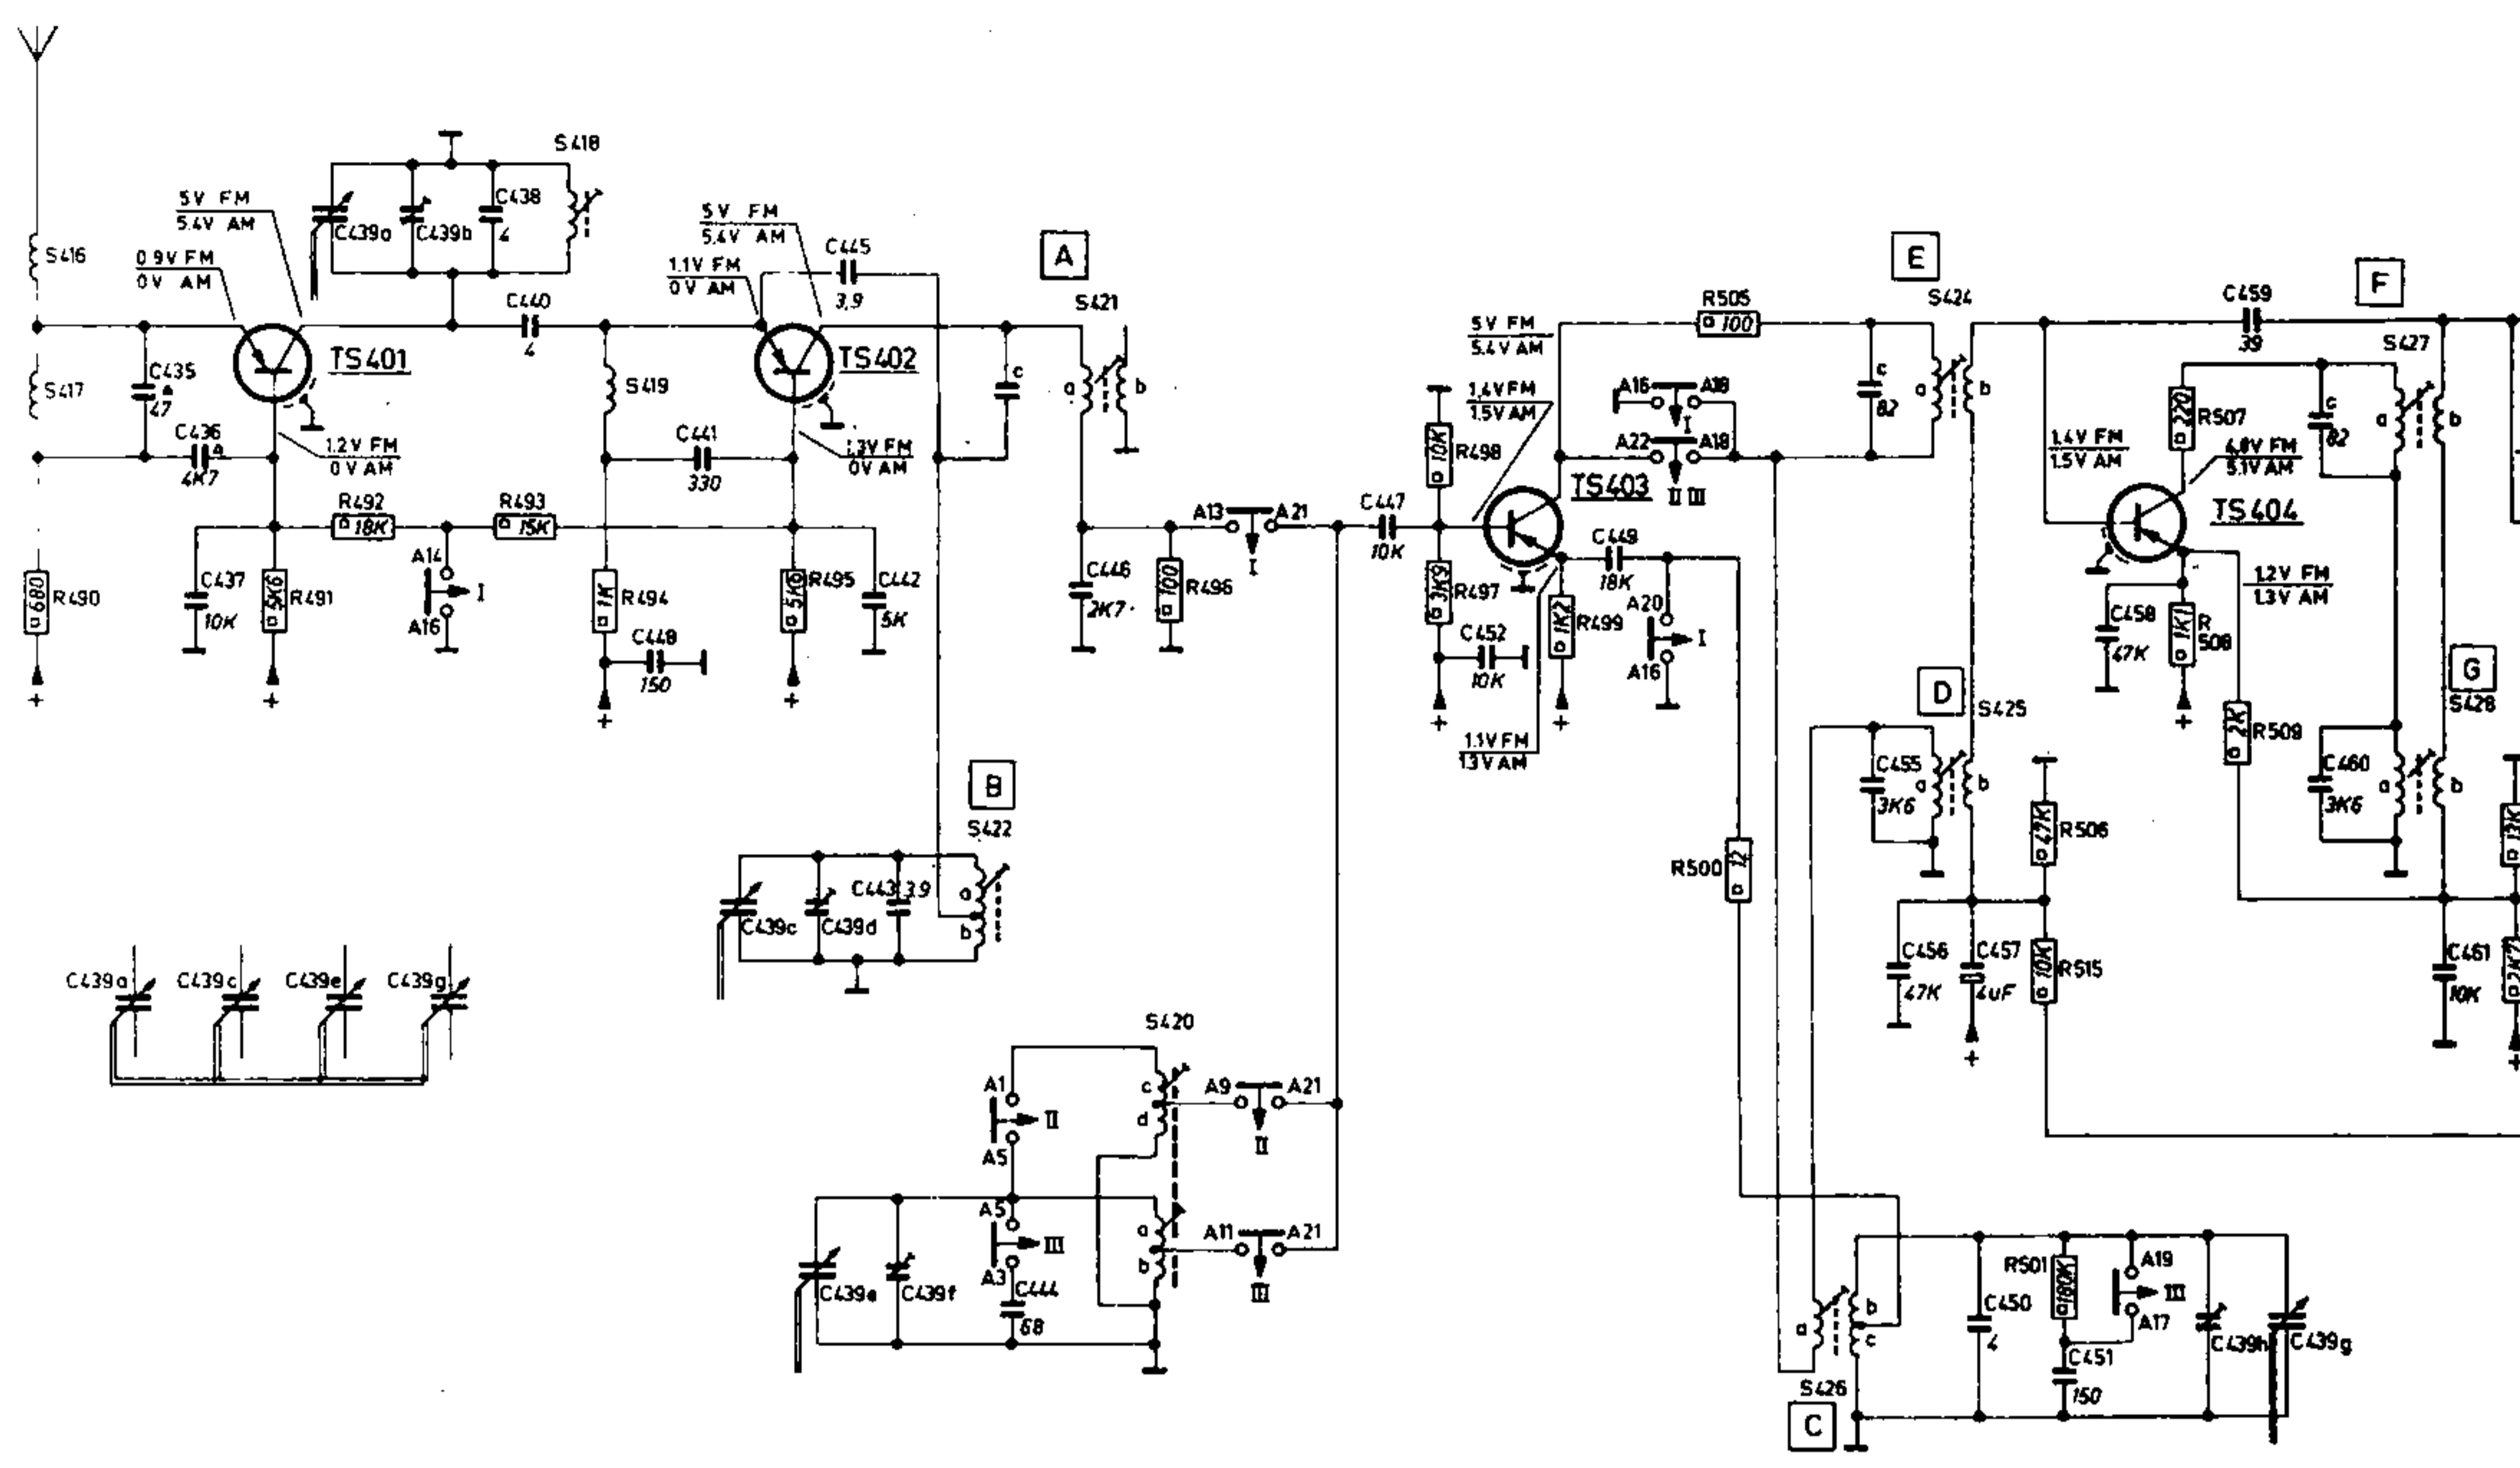 S418
C439a
C439b
C438
4
5V FM
5.4V AM
0.9V FM
0V AM
S416
S417
C435
47
C436
4K7
TS401
1.2V FM
0V AM
C440
4
5V FM
5.4V AM
1.1V FM
0V AM
C445
3,9
TS402
S419
C441
330
1,3V FM
0V AM
A
S421
c
a
b
R492
18K
R493
15K
A14
I
A16
R490
680
+
C437
10K
R491
5K6
+
R494
1K
C448
150
+
R495
5K6
+
C442
5K
C446
2K7
R496
100
A13
A21
I
C447
10K
5V FM
5.4V AM
1,4V FM
1.5V AM
R498
10K
R497
3K9
C452
10K
+
TS403
R499
1K2
+
1.1V FM
1.3V AM
C449
18K
A20
I
A16
R505
100
A16
A18
I
A22
A18
II III
E
S424
c
82
a
b
C459
39
F
S427
R507
220
c
82
a
b
1.4V FM
1.5V AM
4.8V FM
5.1V AM
TS404
1.2V FM
1.3V AM
C458
47K
R
508
1K1
+
R509
2K
G
S428
C460
3K6
a
b
D
S425
C455
3K6
a
b
R506
47K
R515
10K
C456
47K
C457
4uF
+
C461
10K
13K
2K7
+
R500
12
B
S422
C439c
C439d
C443
3,9
a
b
C439a
C439c
C439e
C439g
S420
A1
II
A5
c
d
A9
A21
II
A5
III
A3
C444
68
a
b
A11
A21
III
C439e
C439f
a
b
c
S426
C
C450
4
R501
180K
A19
III
A17
C451
150
C439h
C439g